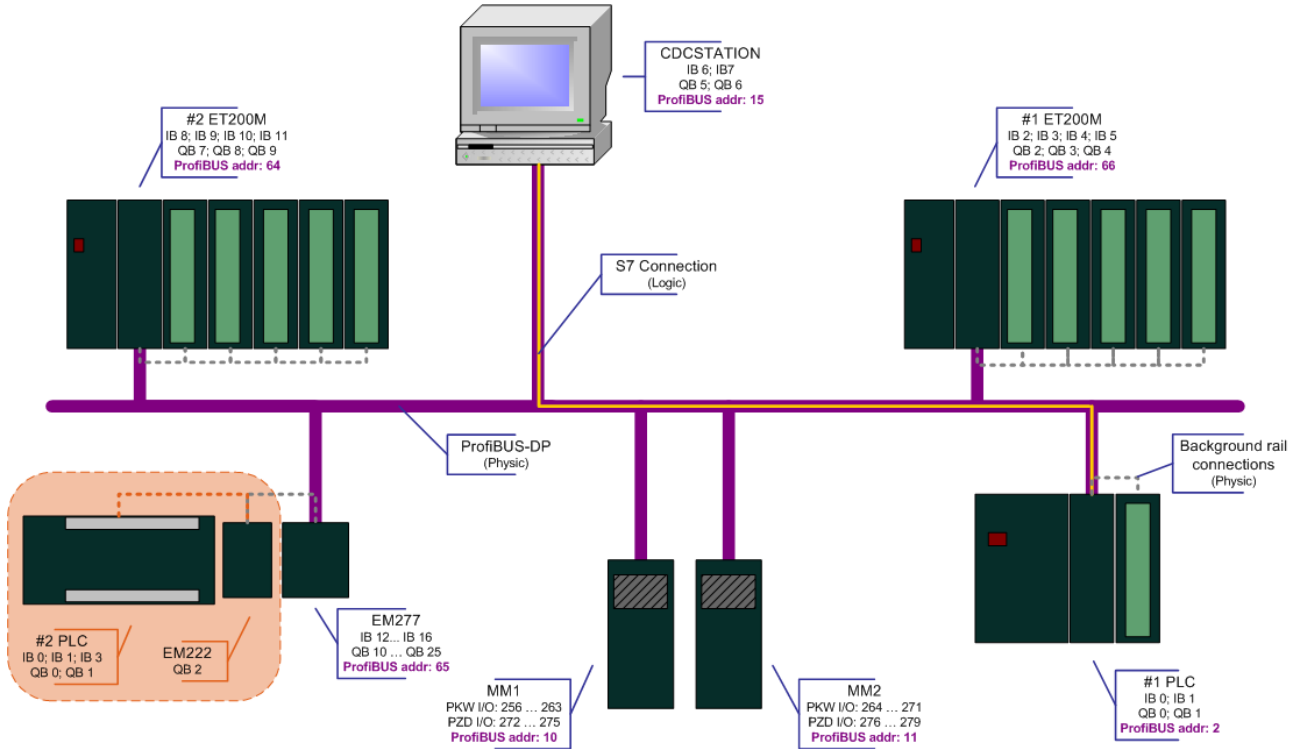 CDCSTATION
IB 6; IB7
QB 5; QB 6
ProfiBUS addr: 15
#2 ET200M
IB 8; IB 9; IB 10; IB 11
QB 7; QB 8; QB 9
ProfiBUS addr: 64
#1 ET200M
IB 2; IB 3; IB 4; IB 5
QB 2; QB 3; QB 4
ProfiBUS addr: 66
S7 Connection
(Logic)
ProfiBUS-DP
(Physic)
Background rail
connections
(Physic)
#2 PLC
IB 0; IB 1; IB 3
QB 0; QB 1
EM222
QB 2
EM277
IB 12... IB 16
QB 10 ... QB 25
ProfiBUS addr: 65
MM1
PKW I/O: 256 ... 263
PZD I/O: 272 ... 275
ProfiBUS addr: 10
MM2
PKW I/O: 264 ... 271
PZD I/O: 276 ... 279
ProfiBUS addr: 11
#1 PLC
IB 0; IB 1
QB 0; QB 1
ProfiBUS addr: 2